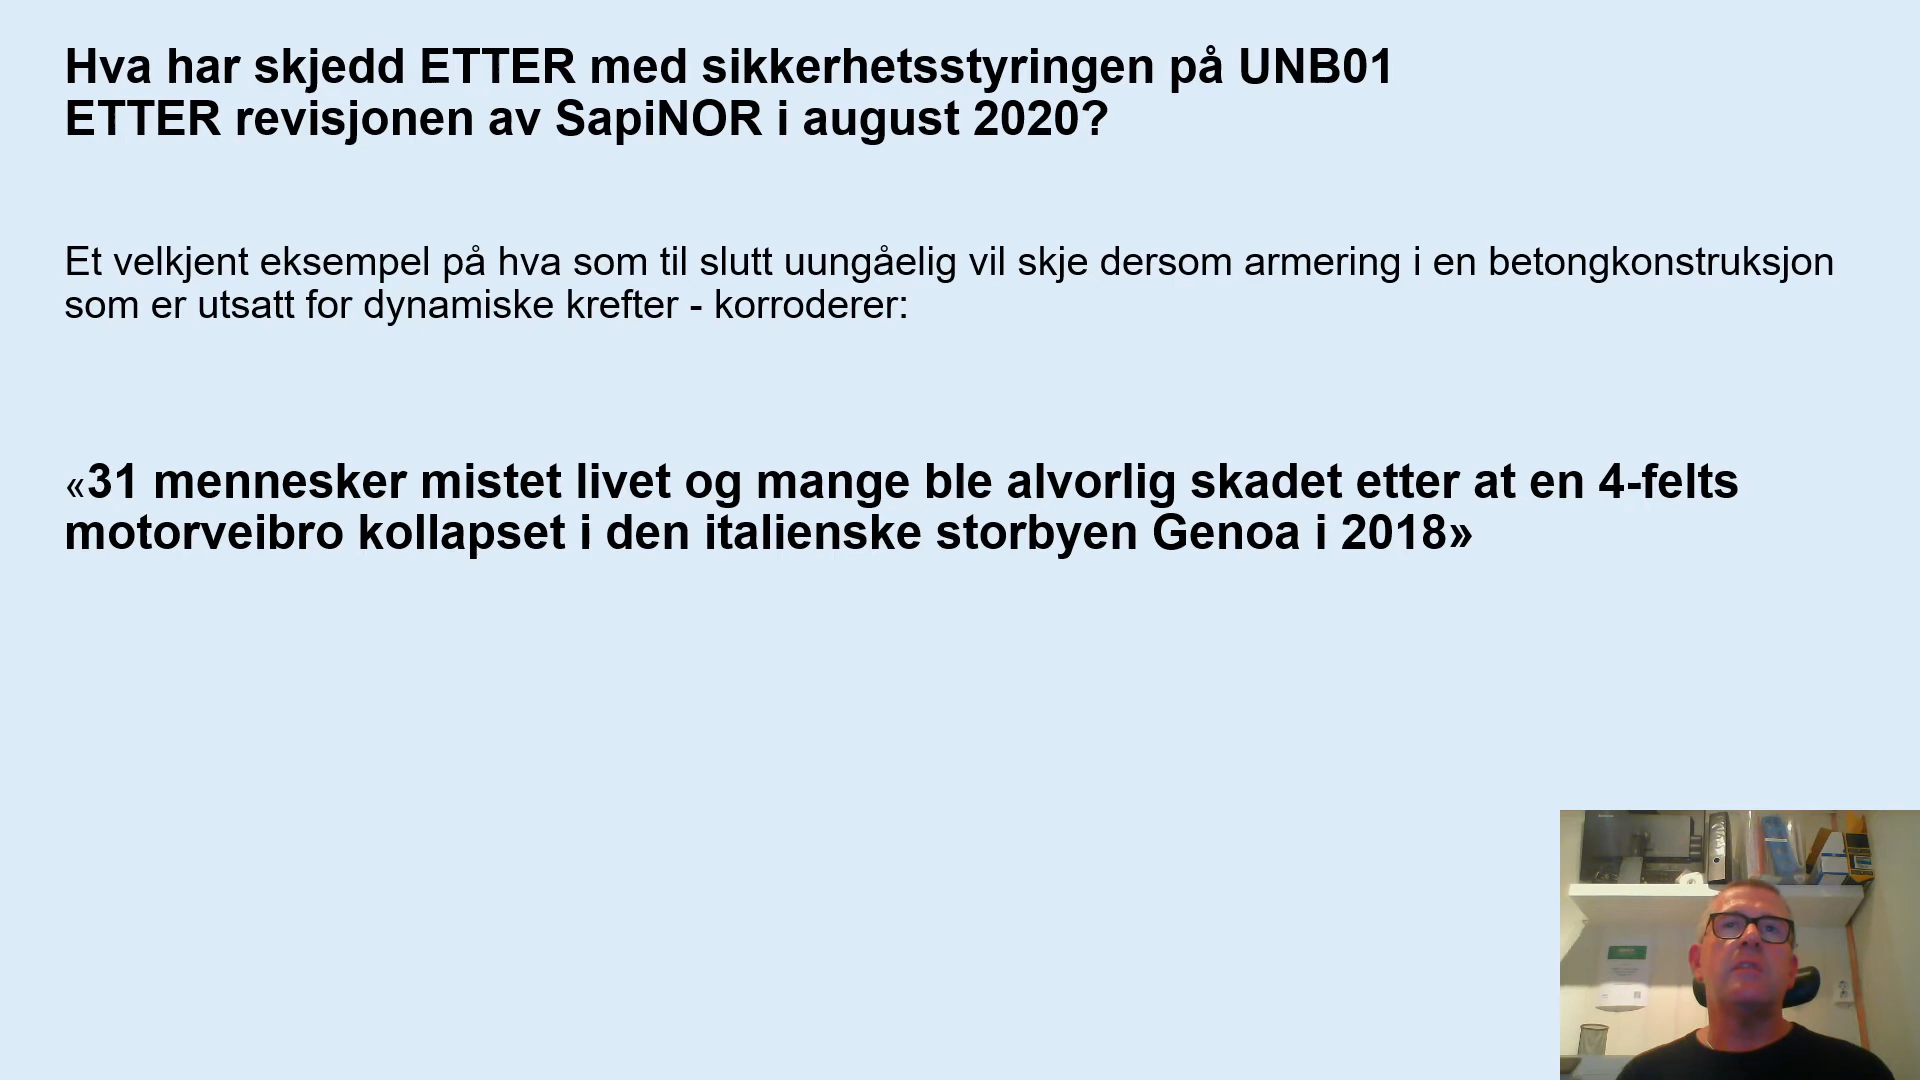 Hva har skjedd ETTER med sikkerhetsstyringen på UNB01
ETTER revisjonen av SapiNOR i august 2020?
Et velkjent eksempel på hva som til slutt uungåelig vil skje dersom armering i en betongkonstruksjon
som er utsatt for dynamiske krefter - korroderer:
«31 mennesker mistet livet og mange ble alvorlig skadet etter at en 4-felts
motorveibro kollapset i den italienske storbyen Genoa i 2018»